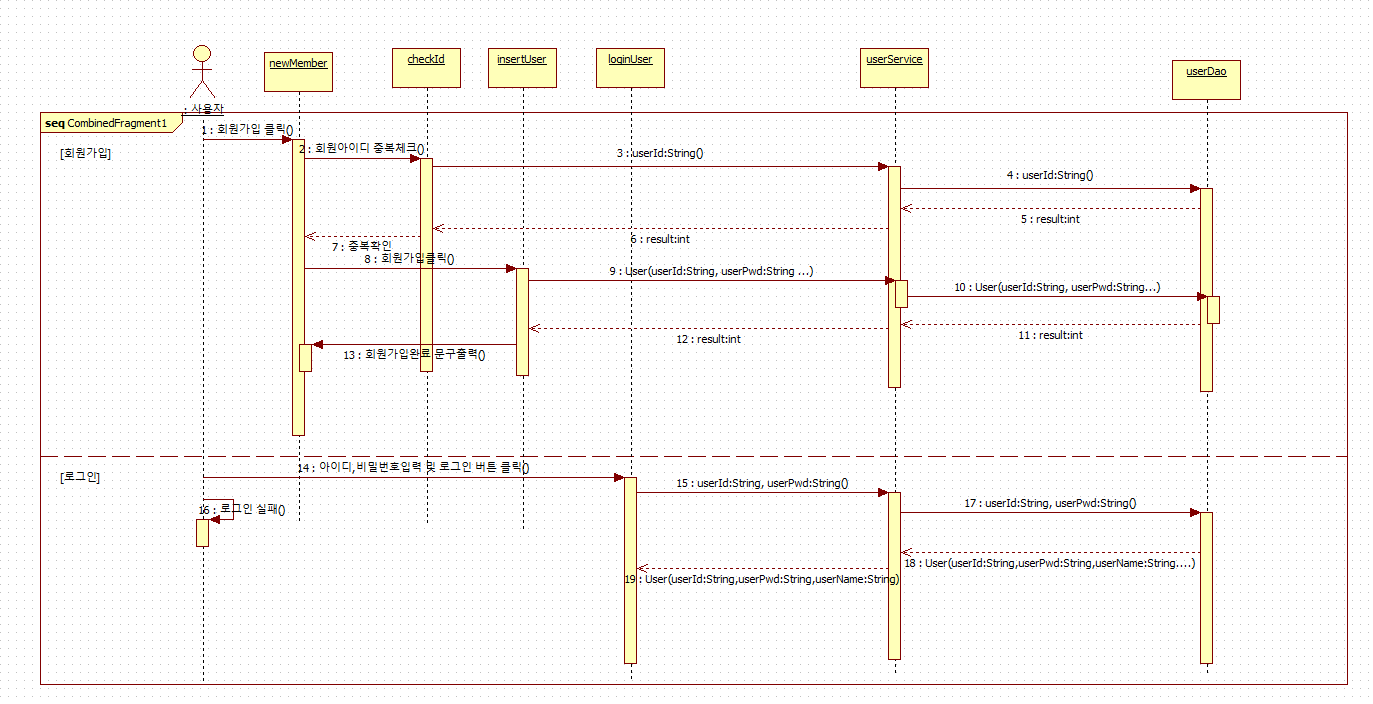 newMember
checkId
insertUser
loginUser
userService
userDao
: 사용자
seq CombinedFragment1
1 : 회원가입 클릭()
[회원가입]
2 : 회원아이디 중복체크()
3 : userId:String()
4 : userId:String()
5 : result:int
6 : result:int
7 : 중복확인
8 : 회원가입클릭()
9 : User(userId:String, userPwd:String ...)
10 : User(userId:String, userPwd:String...)
11 : result:int
12 : result:int
13 : 회원가입완료 문구출력()
[로그인]
14 : 아이디,비밀번호입력 및 로그인 버튼 클릭()
15 : userId:String, userPwd:String()
16 : 로그인 실패()
17 : userId:String, userPwd:String()
18 : User(userId:String,userPwd:String,userName:String....)
19 : User(userId:String,userPwd:String,userName:String)